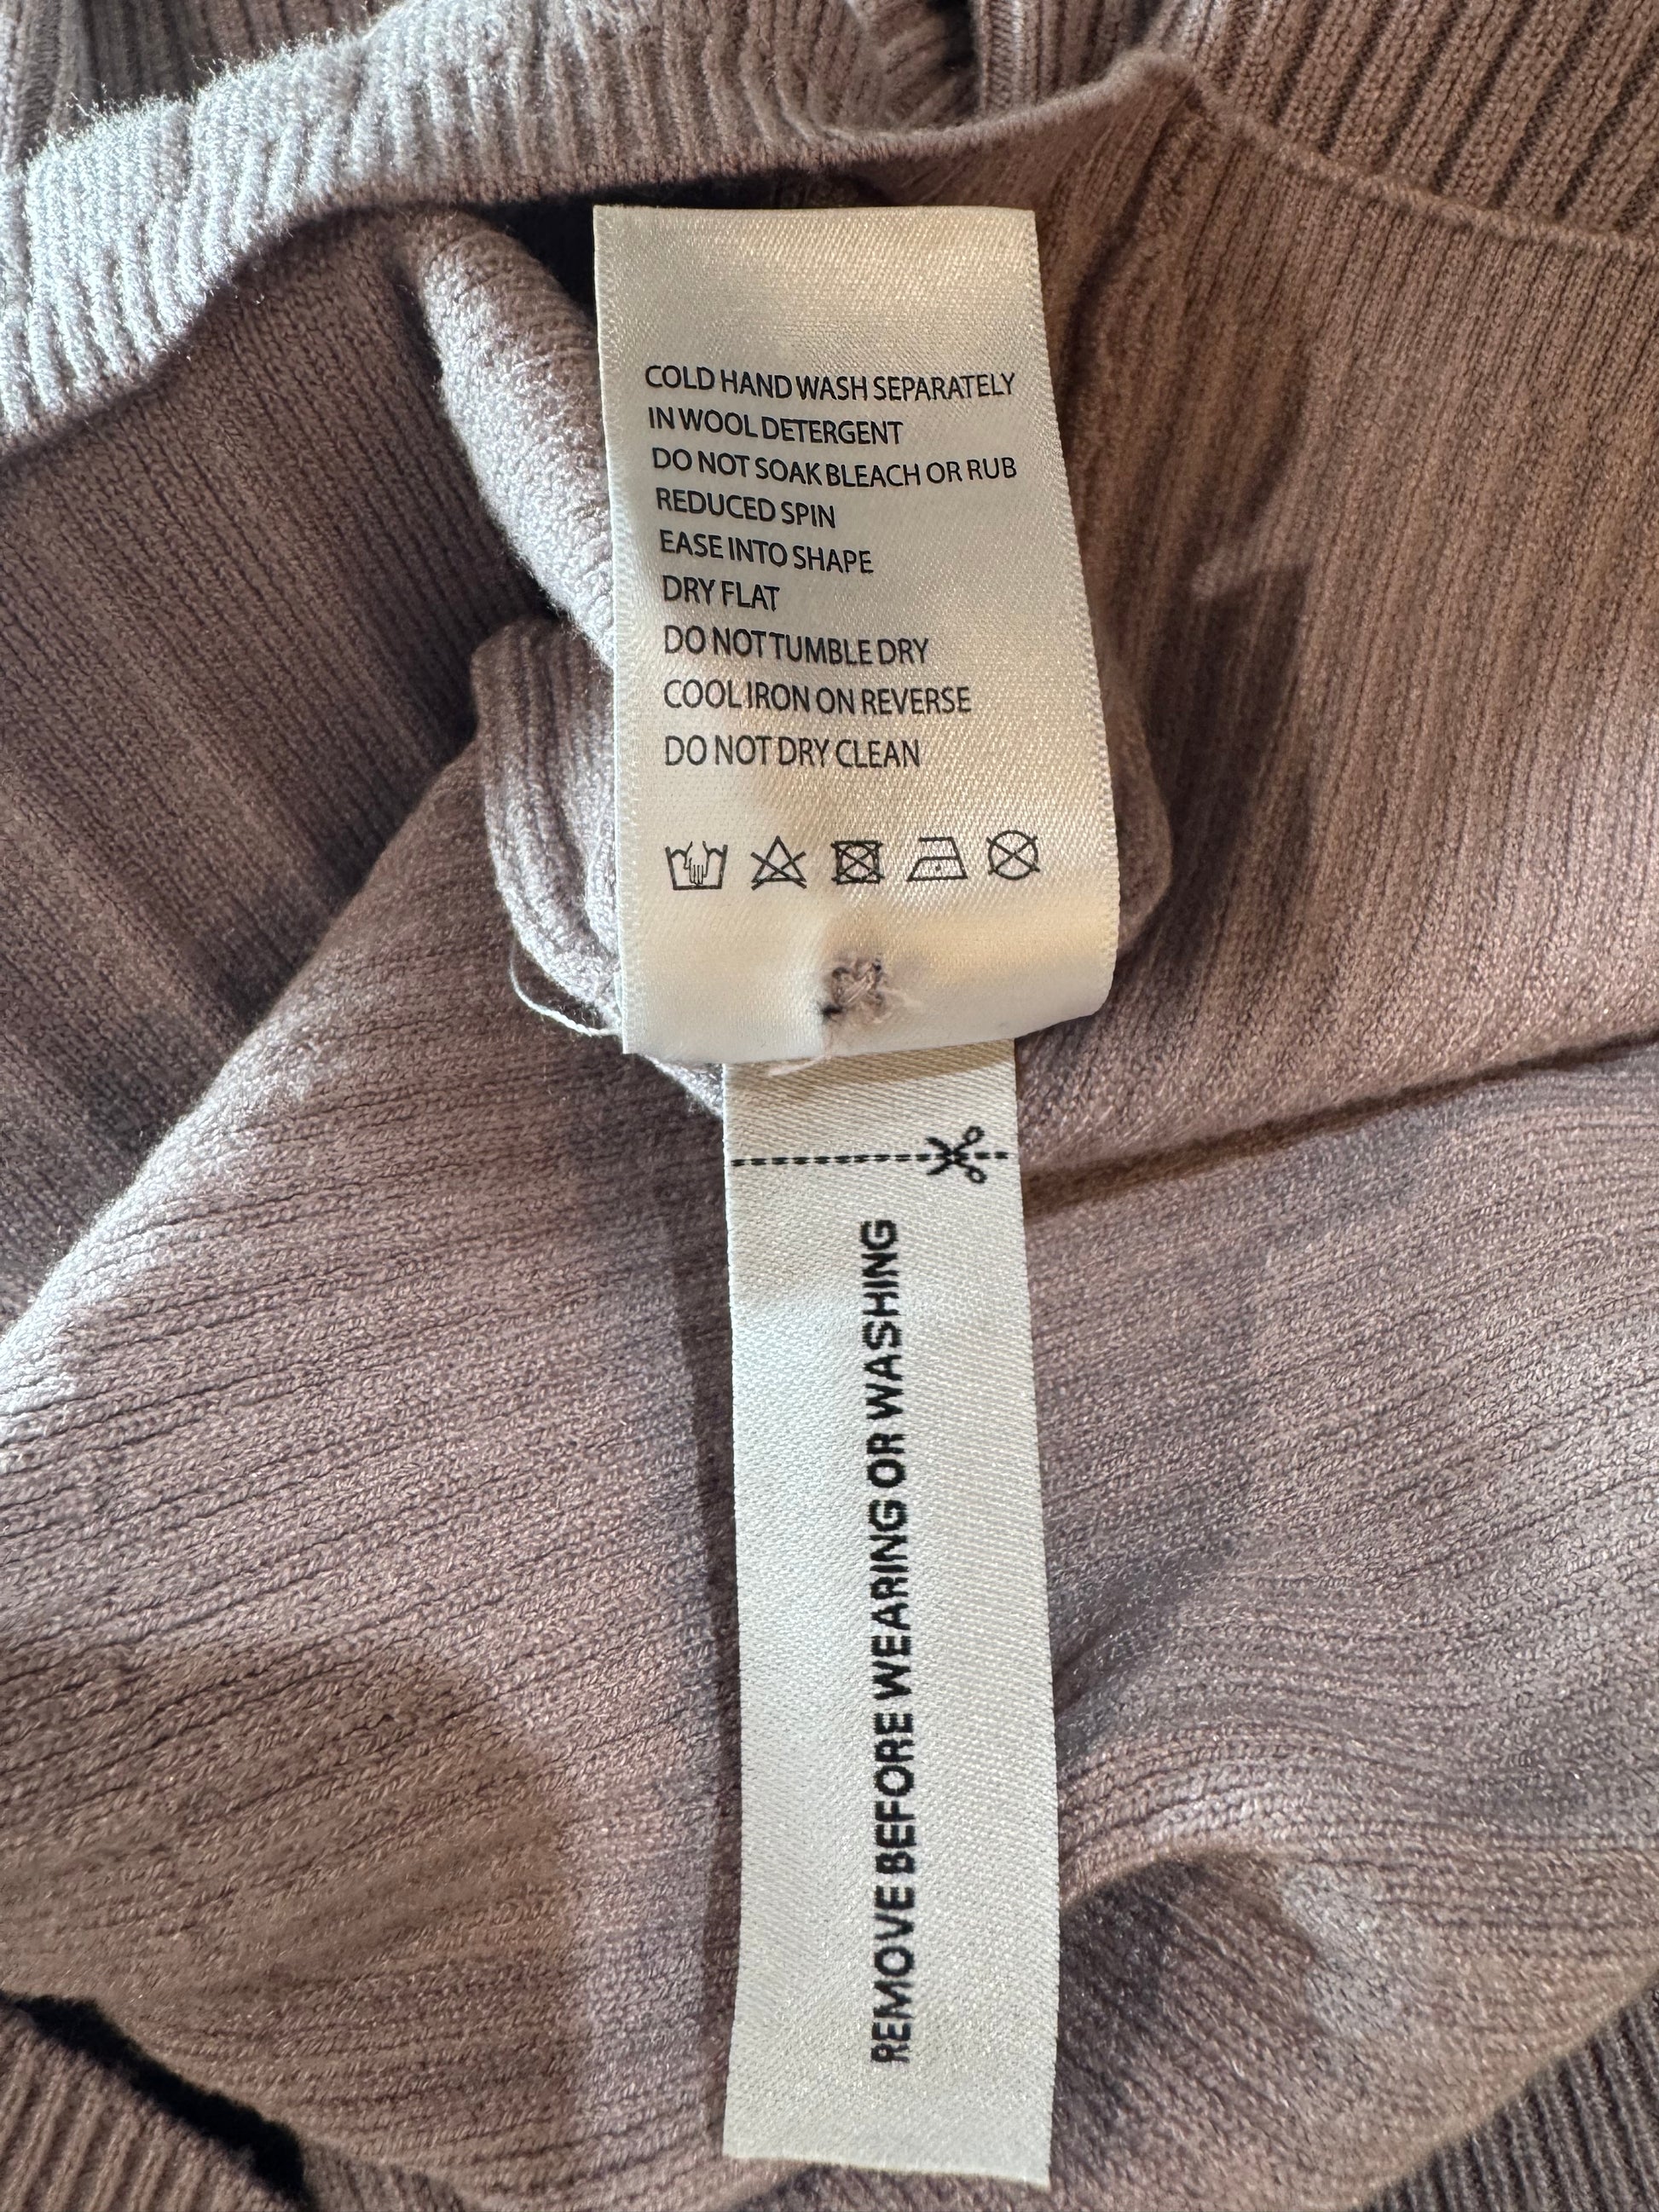 COLD HAND WASH SEPARATELY
IN WOOL DETERGENT
DO NOT SOAK BLEACH OR RUB
REDUCED SPIN
EASE INTO SHAPE
DRY FLAT
DO NOT TUMBLE DRY
COOL IRON ON REVERSE
DO NOT DRY CLEAN
REMOVE BEFORE WEARING OR WASHING